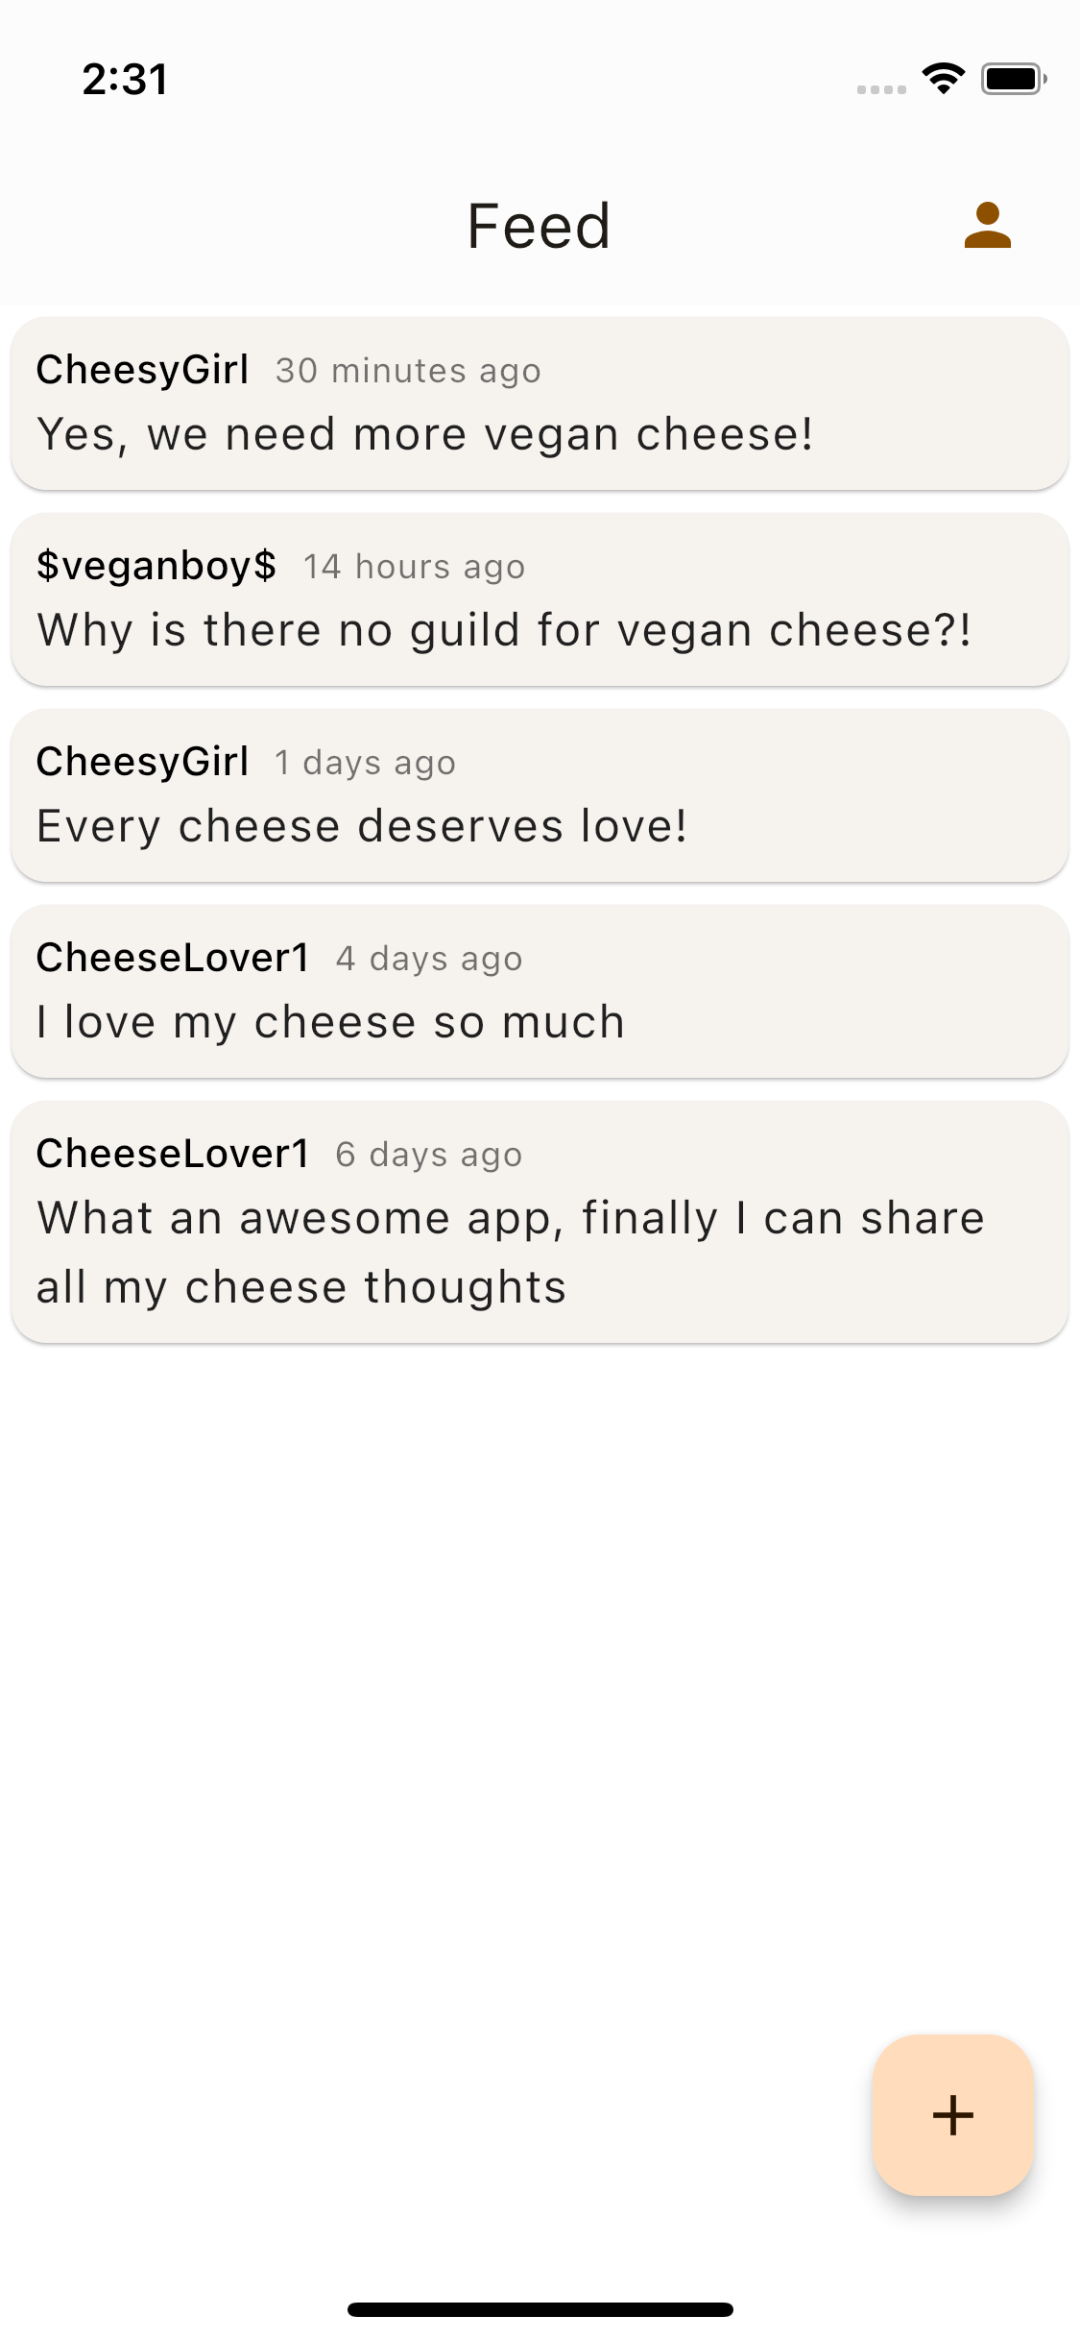 2:31
Feed
CheesyGirl 30 minutes ago
Yes, we need more vegan cheese!
$veganboy$ 14 hours ago
Why is there no guild for vegan cheese?!
CheesyGirl 1 days ago
Every cheese deserves love!
CheeseLover1 4 days ago
I love my cheese so much
CheeseLover1 6 days ago
What an awesome app, finally I can share
all my cheese thoughts